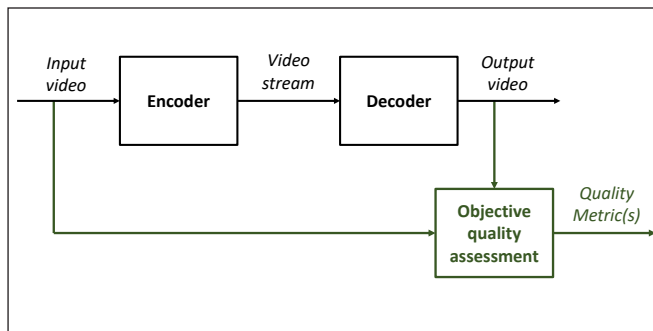 Input
video
Encoder
Video
stream
Decoder
Output
video
Objective
quality
assessment
Quality
Metric(s)